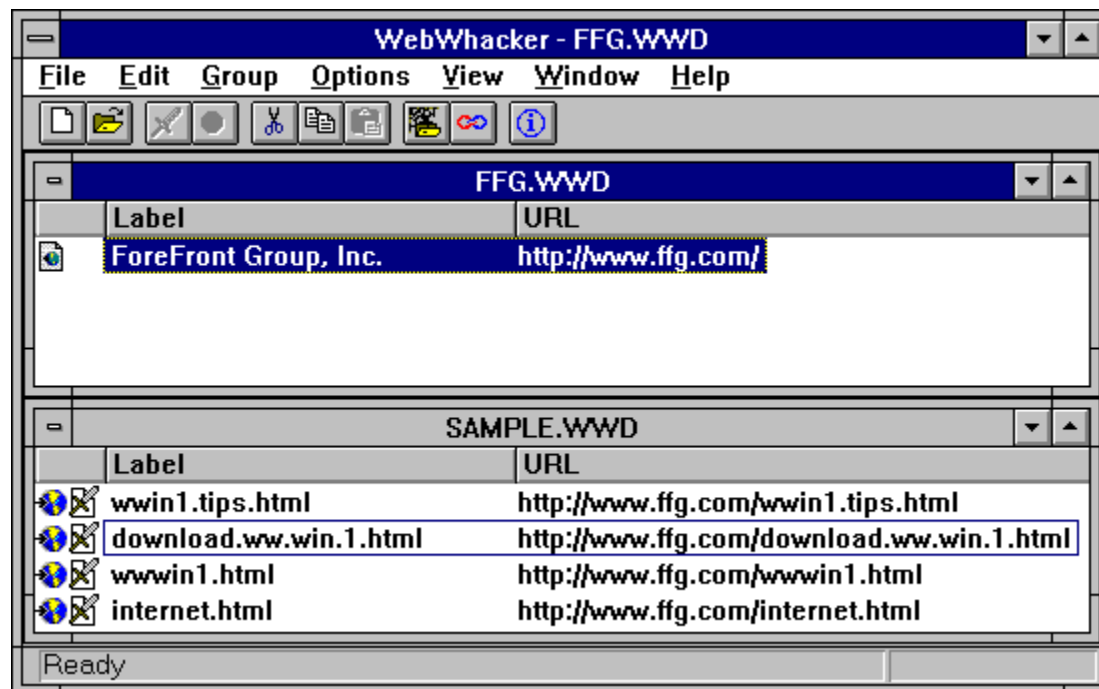 WebWhacker - FFG.WWD
File Edit Group Options View Window Help
FFG.WWD
Label URL
ForeFront Group, Inc. http://www.ffg.com/
SAMPLE.WWD
Label URL
wwin1.tips.html http://www.ffg.com/wwin1.tips.html
download.ww.win.1.html http://www.ffg.com/download.ww.win.1.html
wwwin1.html http://www.ffg.com/wwwin1.html
internet.html http://www.ffg.com/internet.html
Ready